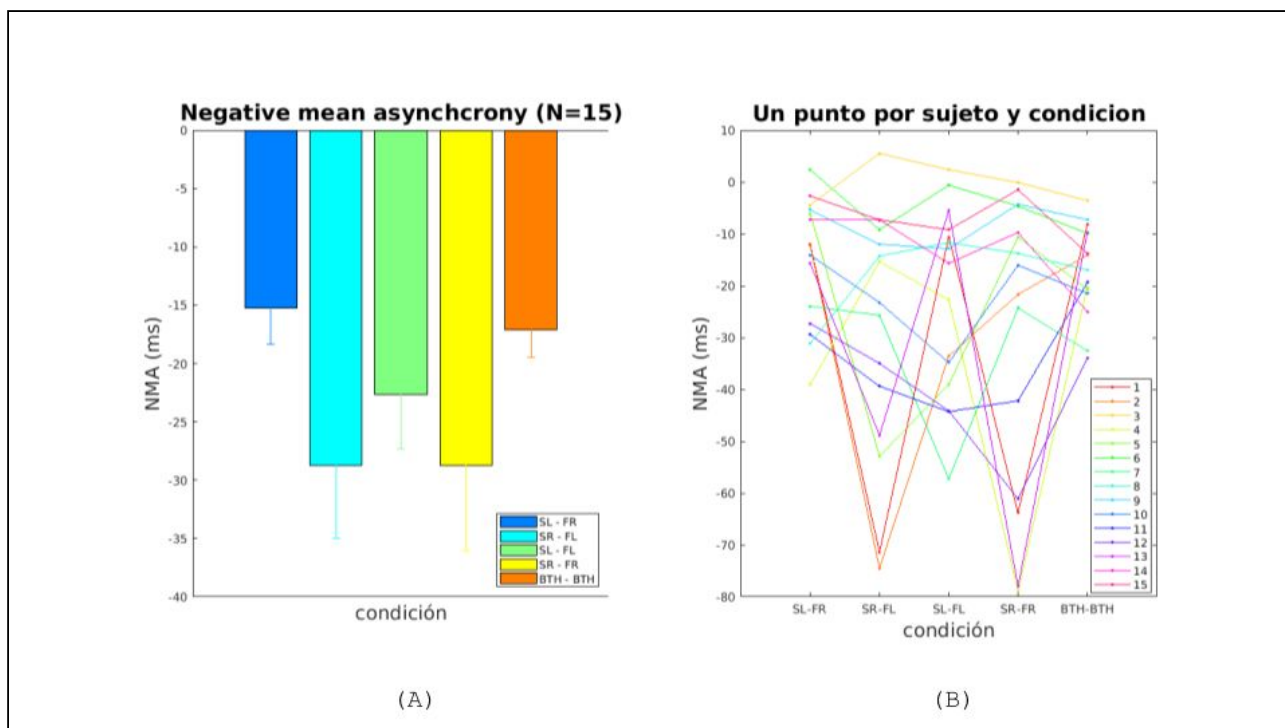 Negative mean asynchcrony (N=15)
0
-5
-10
-15
-20
-25
-30
-35
-40
NMA (ms)
condición
SL - FR
SR - FL
SL - FL
SR - FR
BTH - BTH
(A)
Un punto por sujeto y condicion
10
0
-10
-20
-30
-40
-50
-60
-70
-80
NMA (ms)
1
2
3
4
5
6
7
8
9
10
11
12
13
14
15
SL-FR SR-FL SL-FL SR-FR BTH-BTH
condición
(B)